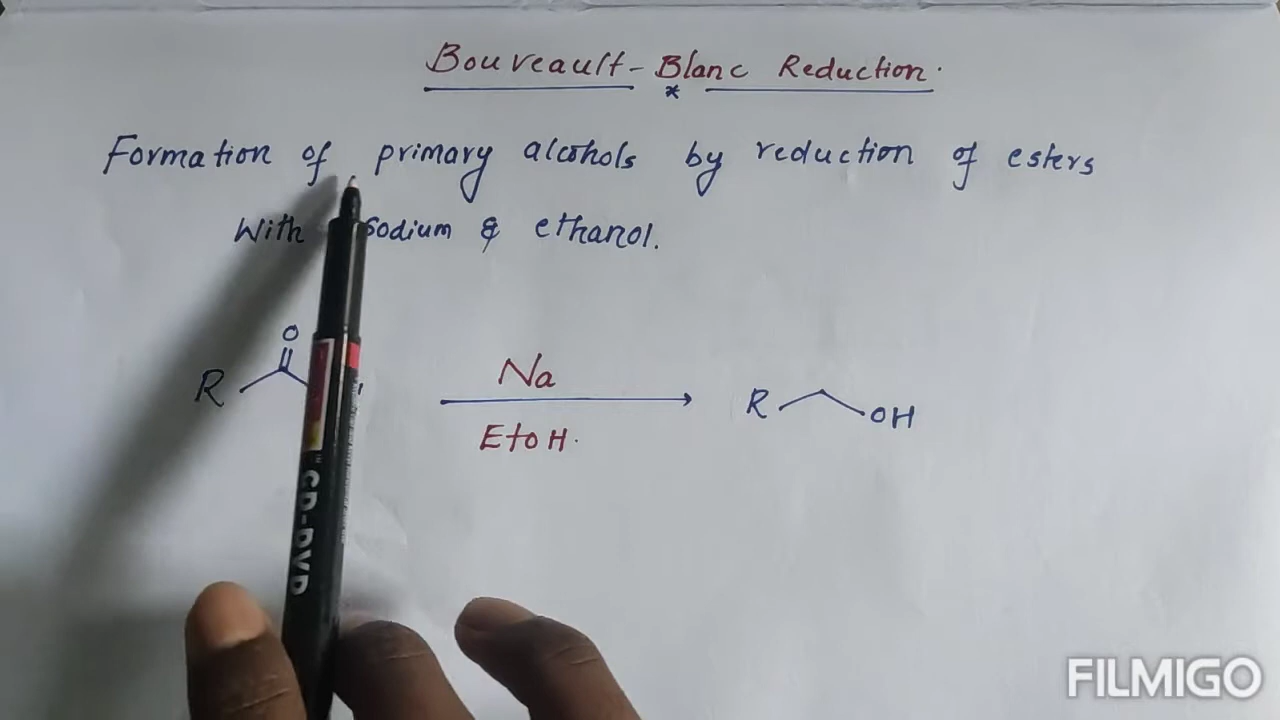 Bouveault-Blanc Reduction.
*
Formation of primary alcohols by reduction of esters
With sodium & ethanol.
O
R
Na
EtOH.
R OH
CD-DVD
FILMIGO